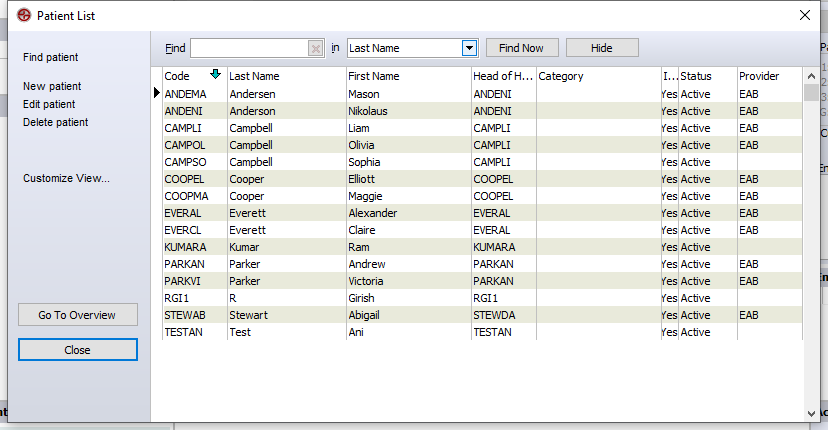 Patient List
Find patient
New patient
Edit patient
Delete patient
Customize View...
Go To Overview
Close
Find in Last Name Find Now Hide
Code Last Name First Name Head of H... Category I... Status Provider
ANDEMA Andersen Mason ANDENI Yes Active EAB
ANDENI Anderson Nikolaus ANDENI Yes Active EAB
CAMPLI Campbell Liam CAMPLI Yes Active EAB
CAMPOL Campbell Olivia CAMPLI Yes Active EAB
CAMPSO Campbell Sophia CAMPLI Yes Active
COOPEL Cooper Elliott COOPEL Yes Active EAB
COOPMA Cooper Maggie COOPEL Yes Active EAB
EVERAL Everett Alexander EVERAL Yes Active EAB
EVERCL Everett Claire EVERAL Yes Active EAB
KUMARA Kumar Ram KUMARA Yes Active
PARKAN Parker Andrew PARKAN Yes Active EAB
PARKVI Parker Victoria PARKAN Yes Active EAB
RGI1 R Girish RGI1 Yes Active
STEWAB Stewart Abigail STEWDA Yes Active EAB
TESTAN Test Ani TESTAN Yes Active